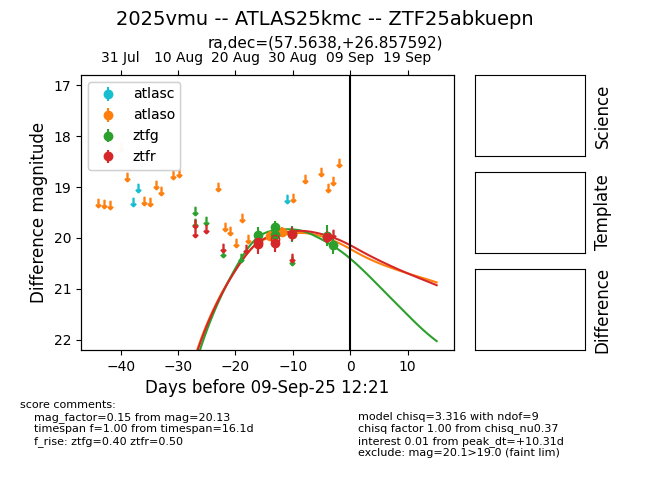 2025vmu -- ATLAS25kmc -- ZTF25abkuepn
ra,dec=(57.5638,+26.857592)
31 Jul 10 Aug 20 Aug 30 Aug 09 Sep 19 Sep
atlasc
atlaso
ztfg
ztfr
17
18
19
20
21
22
Difference magnitude
−40 −30 −20 −10 0 10
Days before 09-Sep-25 12:21
Science
Template
Difference
score comments:
mag_factor=0.15 from mag=20.13
timespan f=1.00 from timespan=16.1d
f_rise: ztfg=0.40 ztfr=0.50
model chisq=3.316 with ndof=9
chisq factor 1.00 from chisq_nu0.37
interest 0.01 from peak_dt=+10.31d
exclude: mag=20.1>19.0 (faint lim)